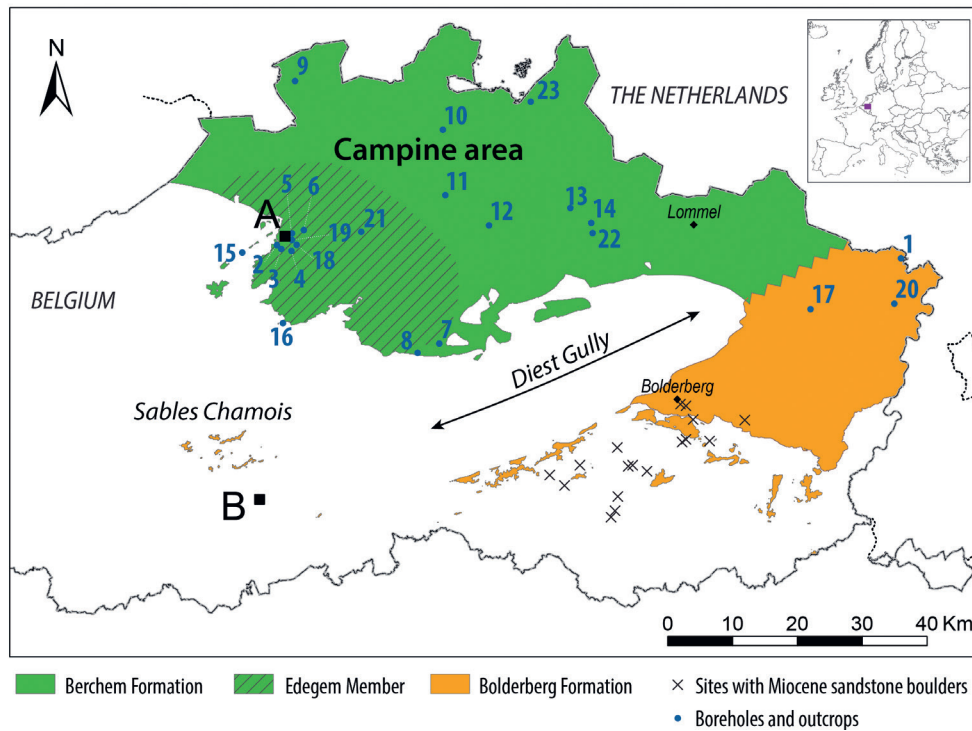 N
9
23
THE NETHERLANDS
10
Campine area
5
6
11
13
A
21
12
14
Lommel
19
22
15
2
18
1
3
4
BELGIUM
17
20
16
7
8
Diest Gully
Bolderberg
Sables Chamois
B
0 10 20 30 40 Km
Berchem Formation
Edegem Member
Bolderberg Formation
Sites with Miocene sandstone boulders
Boreholes and outcrops